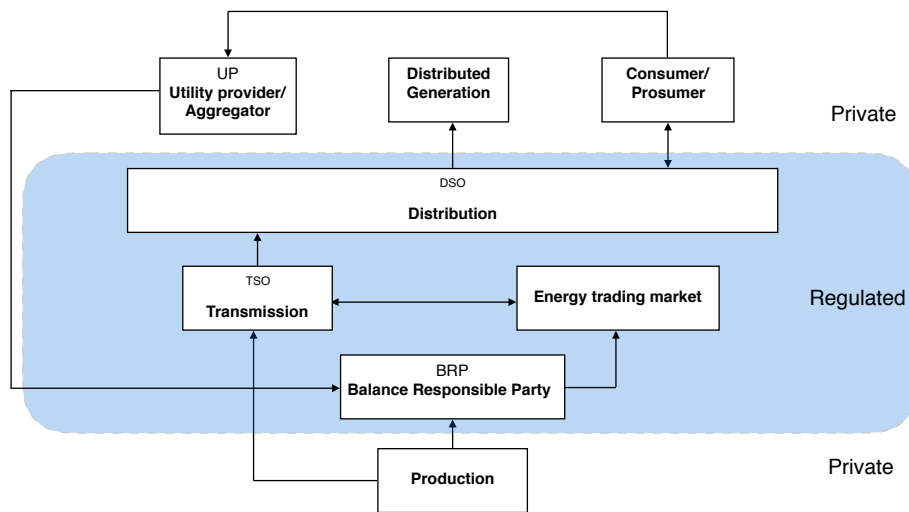 UP
Utility provider/
Aggregator
Distributed
Generation
Consumer/
Prosumer
Private
DSO
Distribution
TSO
Transmission
Energy trading market
Regulated
BRP
Balance Responsible Party
Production
Private